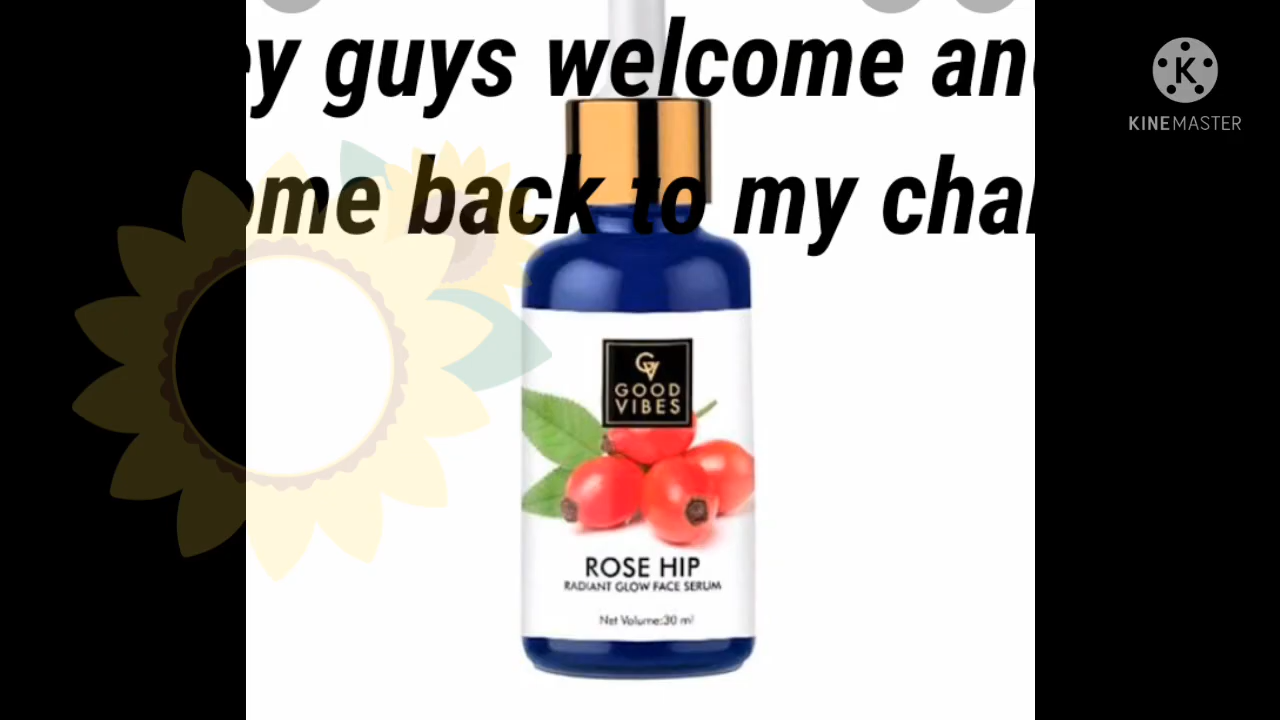 ey guys welcome an
ome back to my cha
KINEMASTER
GOOD
VIBES
ROSE HIP
RADIANT GLOW FACE SERUM
Net Volume:30 ml